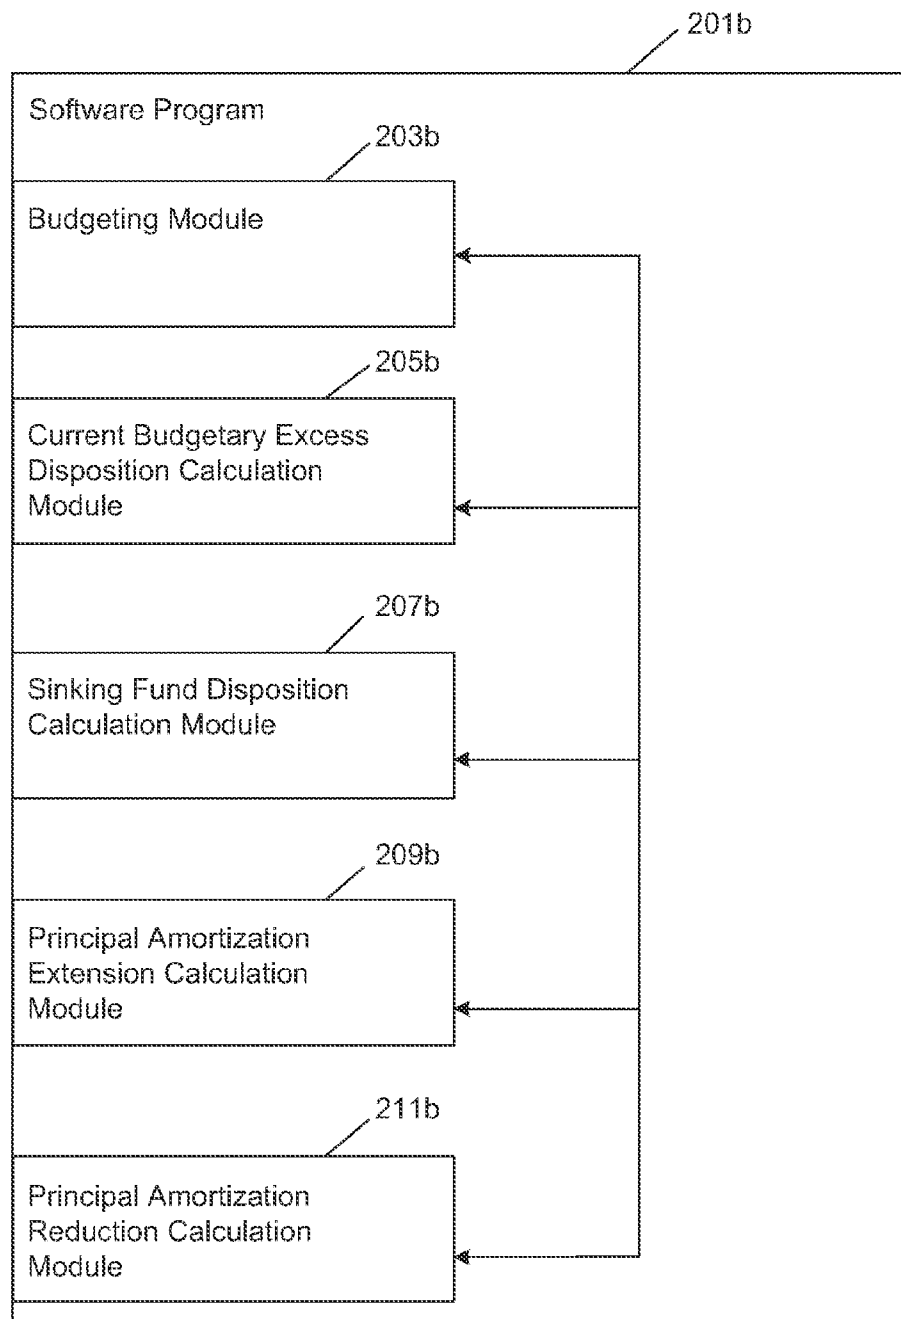 201b
Software Program
203b
Budgeting Module
205b
Current Budgetary Excess
Disposition Calculation
Module
207b
Sinking Fund Disposition
Calculation Module
209b
Principal Amortization
Extension Calculation
Module
211b
Principal Amortization
Reduction Calculation
Module